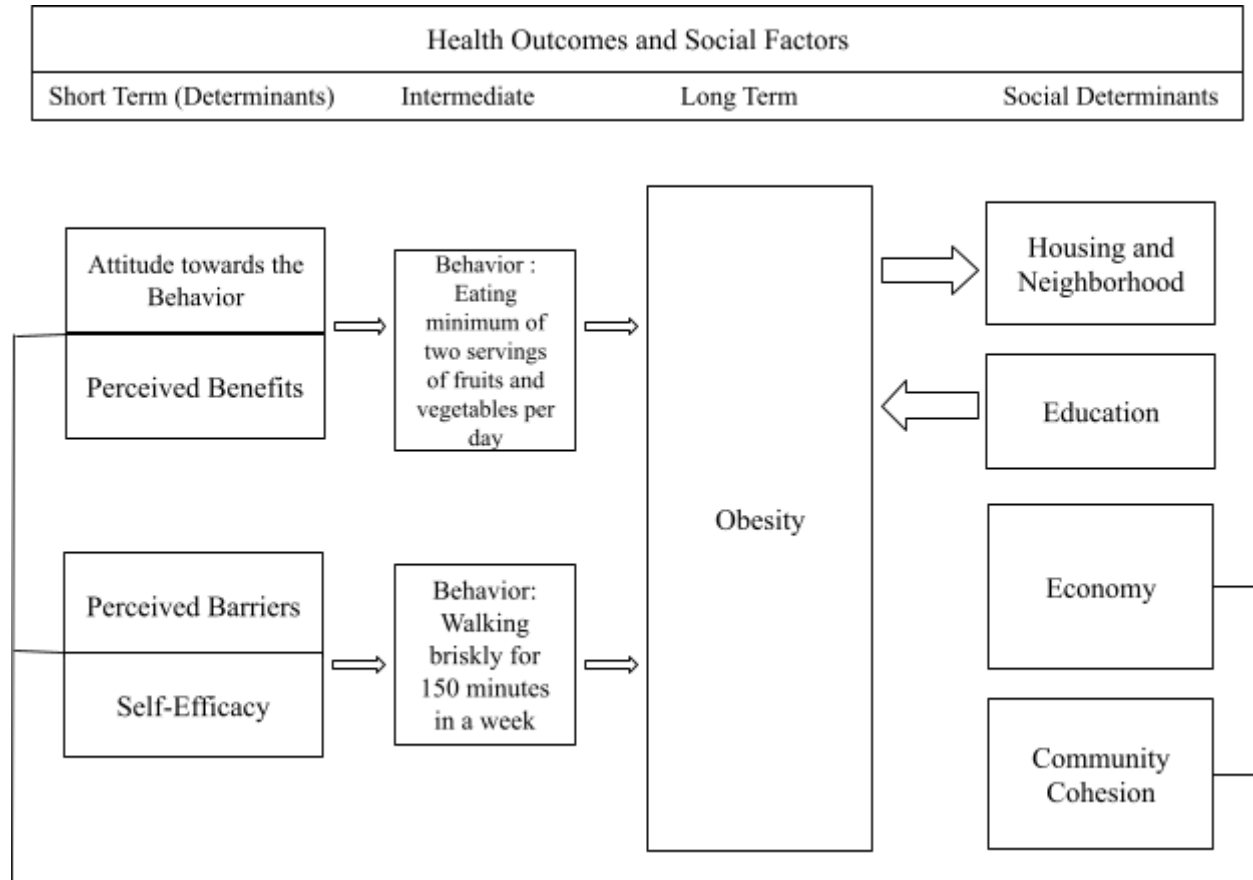 Health Outcomes and Social Factors
Short Term (Determinants)
Intermediate
Long Term
Social Determinants
Attitude towards the
Behavior
Perceived Benefits
Behavior :
Eating
minimum of
two servings
of fruits and
vegetables per
day
Perceived Barriers
Self-Efficacy
Behavior:
Walking
briskly for
150 minutes
in a week
Obesity
Housing and
Neighborhood
Education
Economy
Community
Cohesion